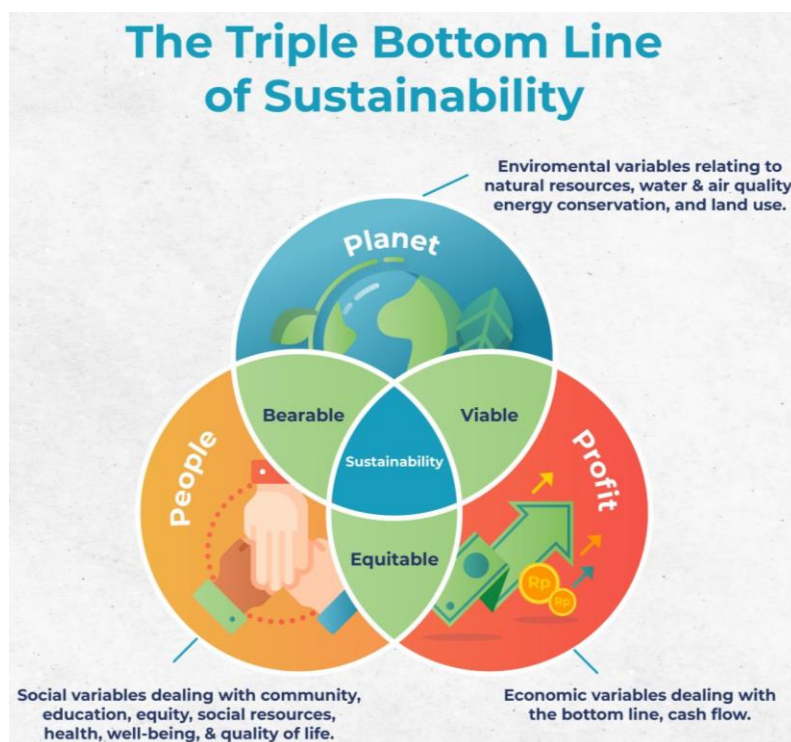 The Triple Bottom Line
of Sustainability
Enviromental variables relating to
natural resources, water & air quality
energy conservation, and land use.
Planet
Bearable
Viable
Sustainability
People
Profit
Equitable
Rp
Rp
Social variables dealing with community,
education, equity, social resources,
health, well-being, & quality of life.
Economic variables dealing with
the bottom line, cash flow.